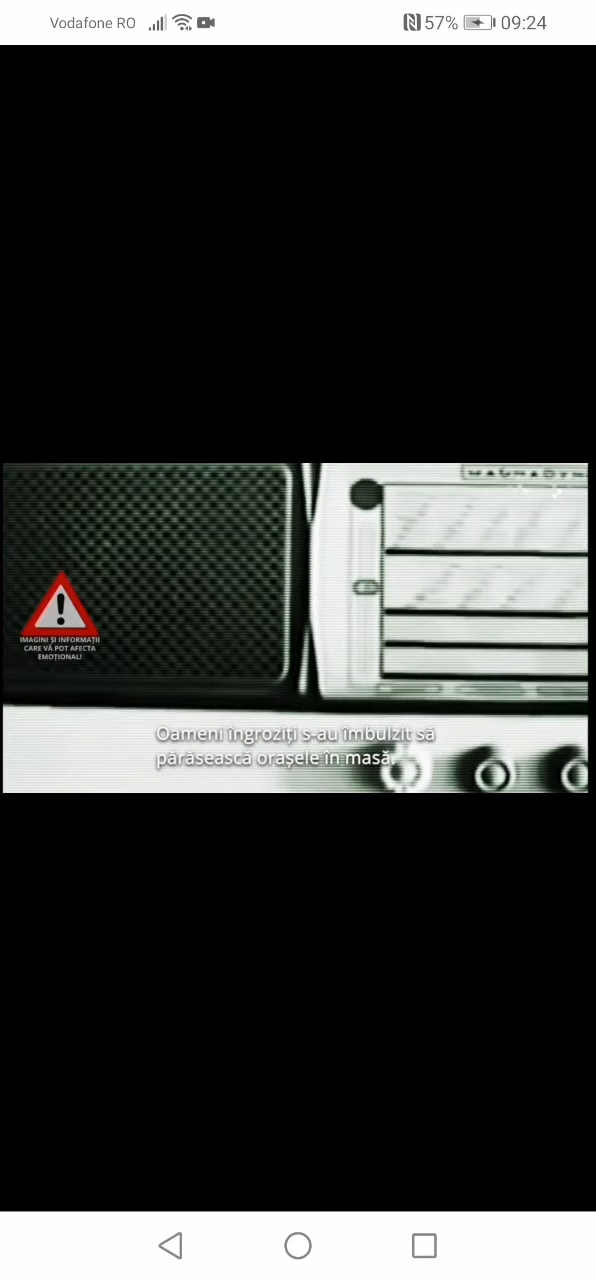 Vodafone RO
57% 09:24
IMAGINI ȘI INFORMAȚII
CARE VĂ POT AFECTA
EMOȚIONAL!
Oameni îngroziți s-au îmbulzit să
părăsească orașele în masă.